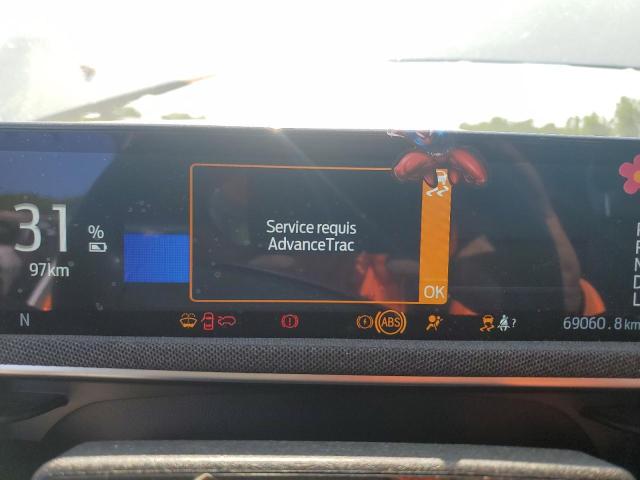 31 %
97km
Service requis
AdvanceTrac
OK
N
ABS
?
69060.8 km
P
R
N
D
L